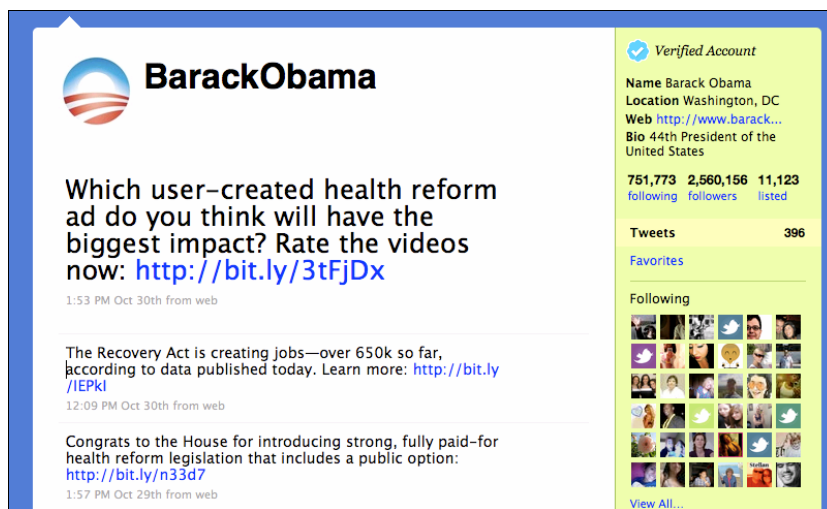 BarackObama
Which user-created health reform
ad do you think will have the
biggest impact? Rate the videos
now: http://bit.ly/3tFjDx
1:53 PM Oct 30th from web
The Recovery Act is creating jobs—over 650k so far,
according to data published today. Learn more: http://bit.ly
/IEPkI
12:09 PM Oct 30th from web
Congrats to the House for introducing strong, fully paid-for
health reform legislation that includes a public option:
http://bit.ly/n33d7
1:57 PM Oct 29th from web
Verified Account
Name Barack Obama
Location Washington, DC
Web http://www.barack...
Bio 44th President of the
United States
751,773 2,560,156 11,123
following followers listed
Tweets 396
Favorites
Following
View All...